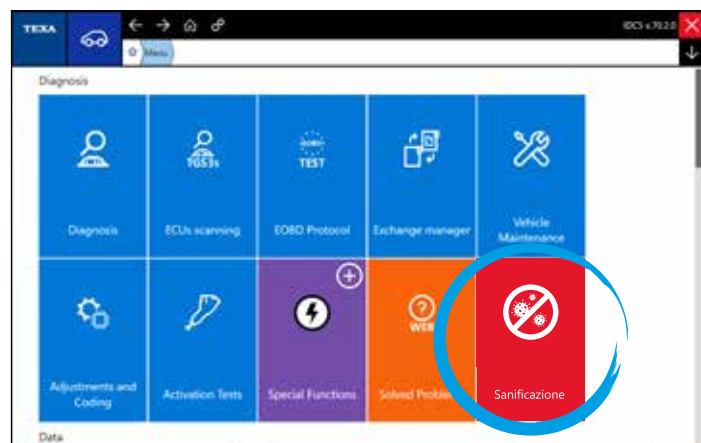 TEXA
IDC5 v.70.2.0
Menu
Diagnosis
TGS3s
EOBD
TEST
Diagnosis
ECUs scanning
EOBD Protocol
Exchange manager
Vehicle
Maintenance
WEB
Adjustments and
Coding
Activation Tests
Special Functions
Solved Problems
Sanificazione
Data